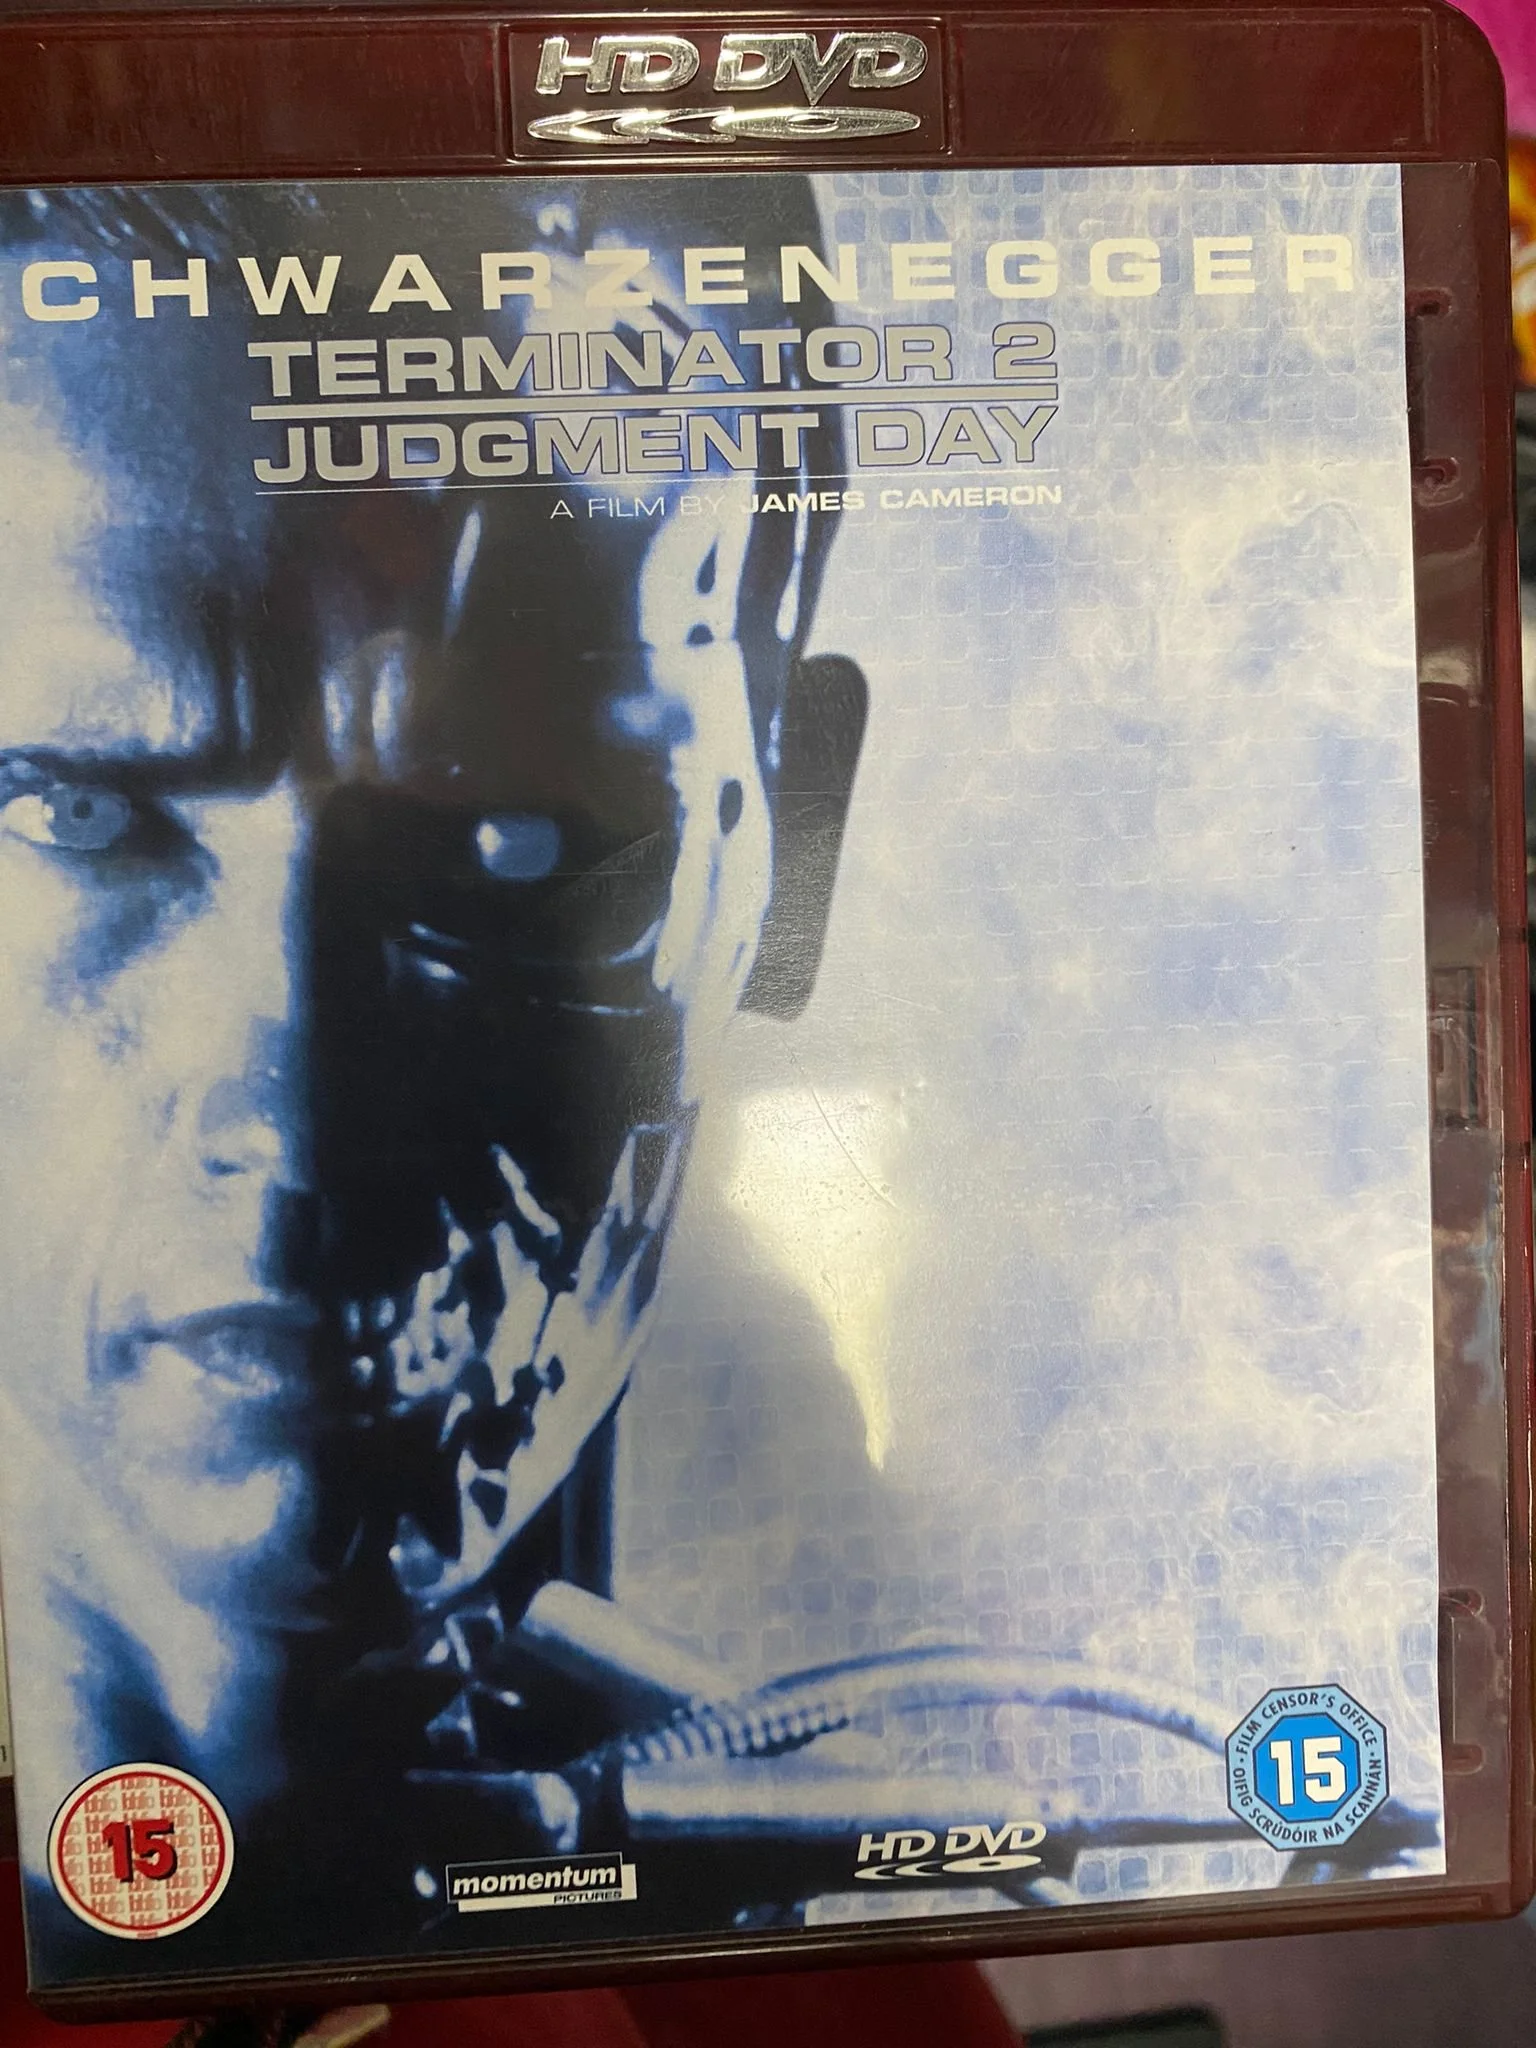 HD DVD
CHWARZENEGGER
TERMINATOR 2
JUDGMENT DAY
A FILM BY JAMES CAMERON
15
momentum
PICTURES
HD DVD
FILM CENSOR'S OFFICE
15
OIFIG SCRÚDÓIR NA SCANNÁN